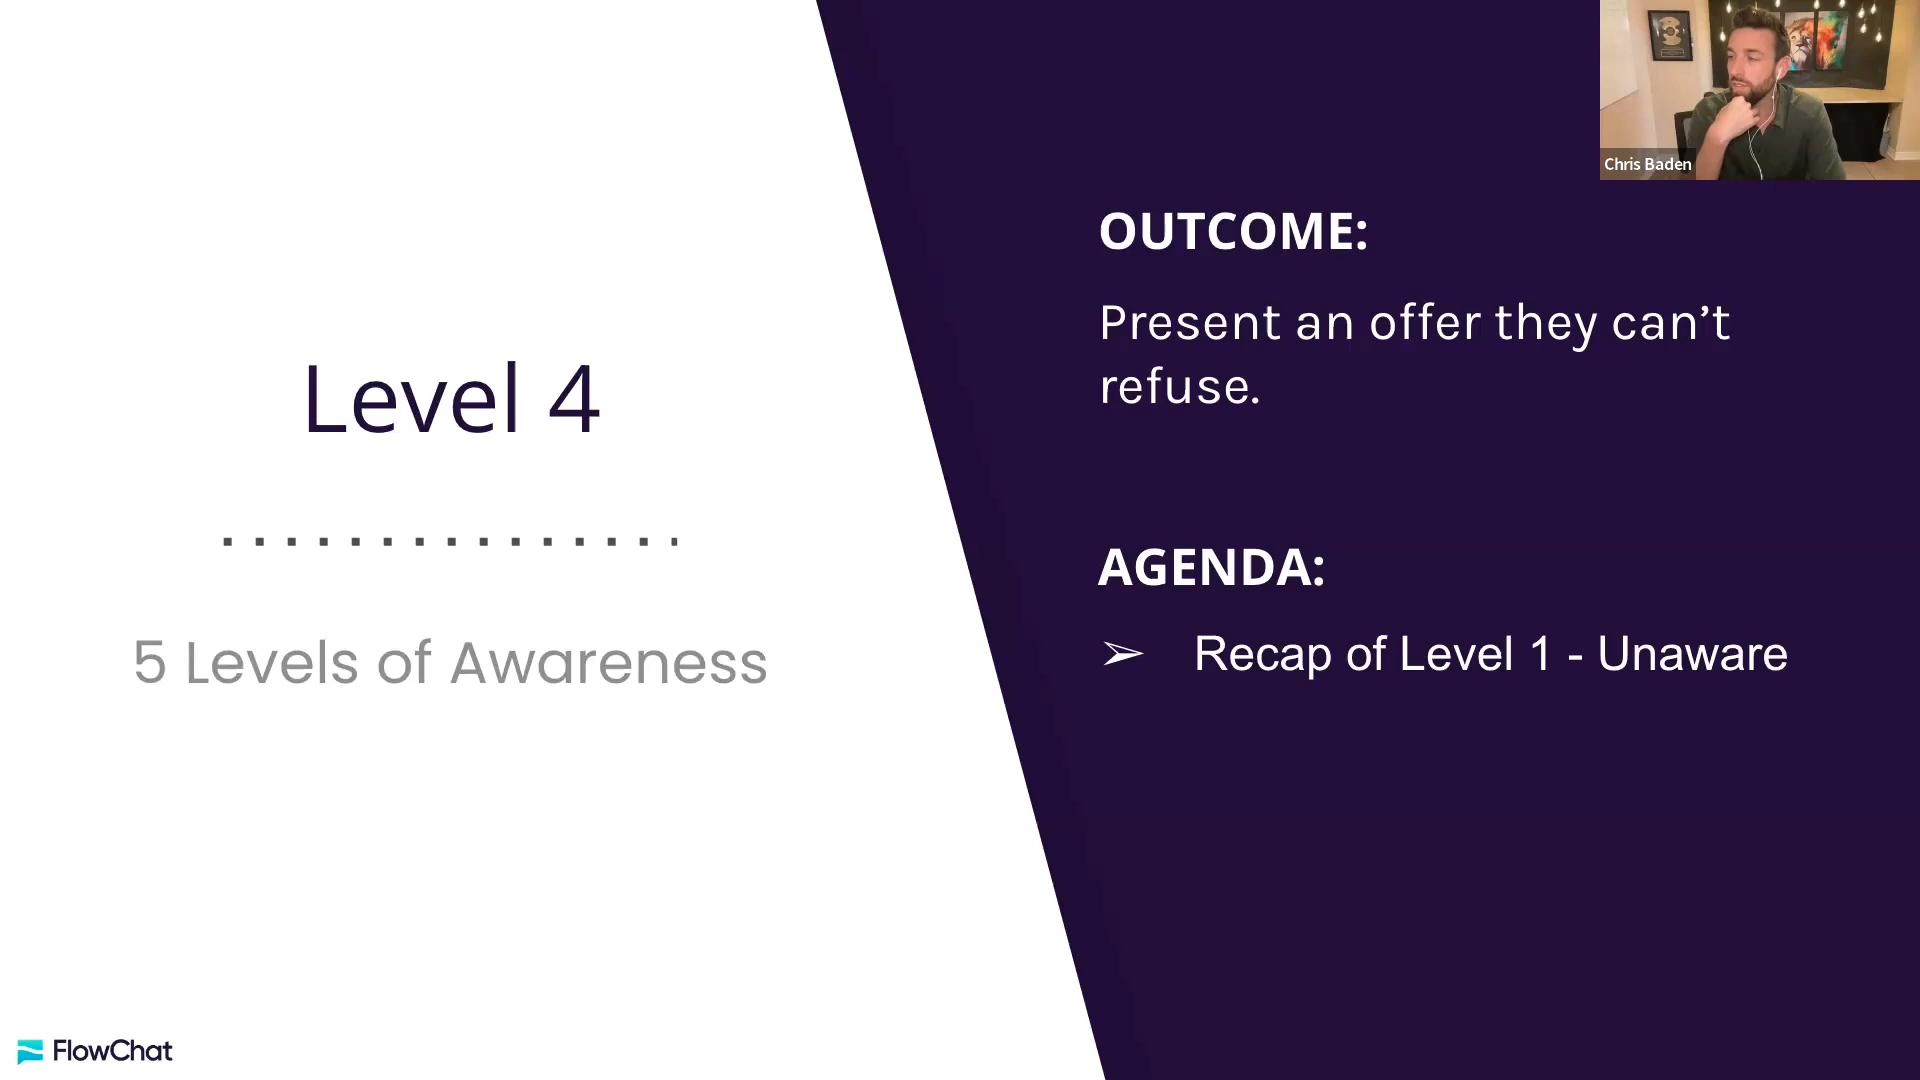 Level 4
5 Levels of Awareness
OUTCOME:
Present an offer they can’t
refuse.
AGENDA:
➢ Recap of Level 1 - Unaware
Chris Baden
FlowChat